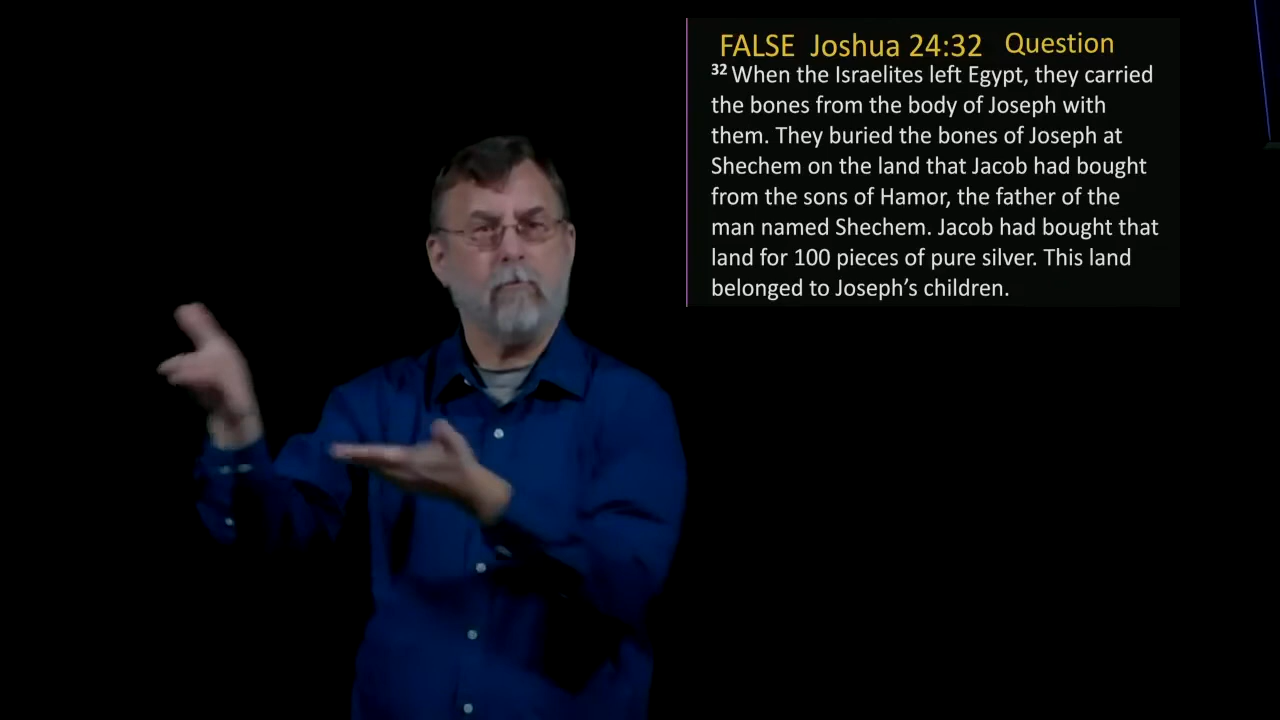 FALSE Joshua 24:32 Question
32 When the Israelites left Egypt, they carried
the bones from the body of Joseph with
them. They buried the bones of Joseph at
Shechem on the land that Jacob had bought
from the sons of Hamor, the father of the
man named Shechem. Jacob had bought that
land for 100 pieces of pure silver. This land
belonged to Joseph’s children.